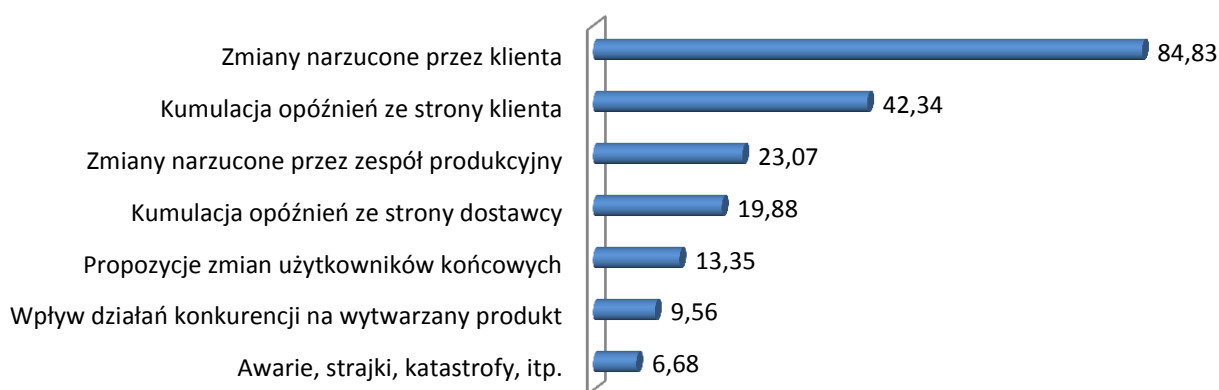 Zmiany narzucone przez klienta 84,83
Kumulacja opóźnień ze strony klienta 42,34
Zmiany narzucone przez zespół produkcyjny 23,07
Kumulacja opóźnień ze strony dostawcy 19,88
Propozycje zmian użytkowników końcowych 13,35
Wpływ działań konkurencji na wytwarzany produkt 9,56
Awarie, strajki, katastrofy, itp. 6,68